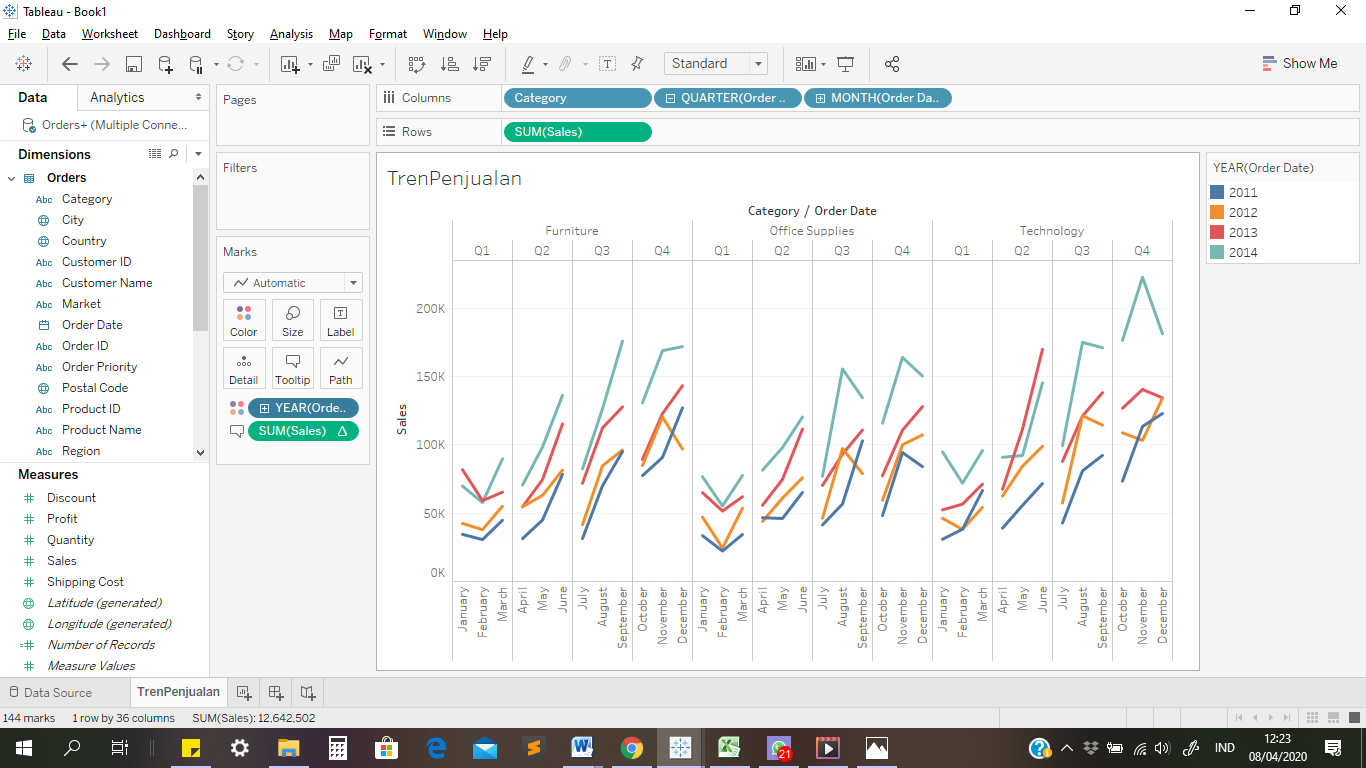 Tableau - Book1
File Data Worksheet Dashboard Story Analysis Map Format Window Help
Standard
Show Me
Data Analytics
Orders+ (Multiple Conne...
Dimensions
Orders
Abc Category
City
Country
Abc Customer ID
Abc Customer Name
Abc Market
Order Date
Abc Order ID
Abc Order Priority
Postal Code
Abc Product ID
Abc Product Name
Abc Region
Measures
Discount
Profit
Quantity
Sales
Shipping Cost
Latitude (generated)
Longitude (generated)
Number of Records
Measure Values
Pages
Filters
Marks
Automatic
Color Size Label
Detail Tooltip Path
YEAR(Orde..
SUM(Sales)
Columns Category QUARTER(Order .. MONTH(Order Da..
Rows SUM(Sales)
TrenPenjualan
Category / Order Date
Furniture Office Supplies Technology
Q1 Q2 Q3 Q4 Q1 Q2 Q3 Q4 Q1 Q2 Q3 Q4
Sales
200K
150K
100K
50K
0K
January February March April May June July August September October November December January February March April May June July August September October November December January February March April May June July August September October November December
YEAR(Order Date)
2011
2012
2013
2014
Data Source TrenPenjualan
144 marks 1 row by 36 columns SUM(Sales): 12,642,502
21
IND
12:23
08/04/2020